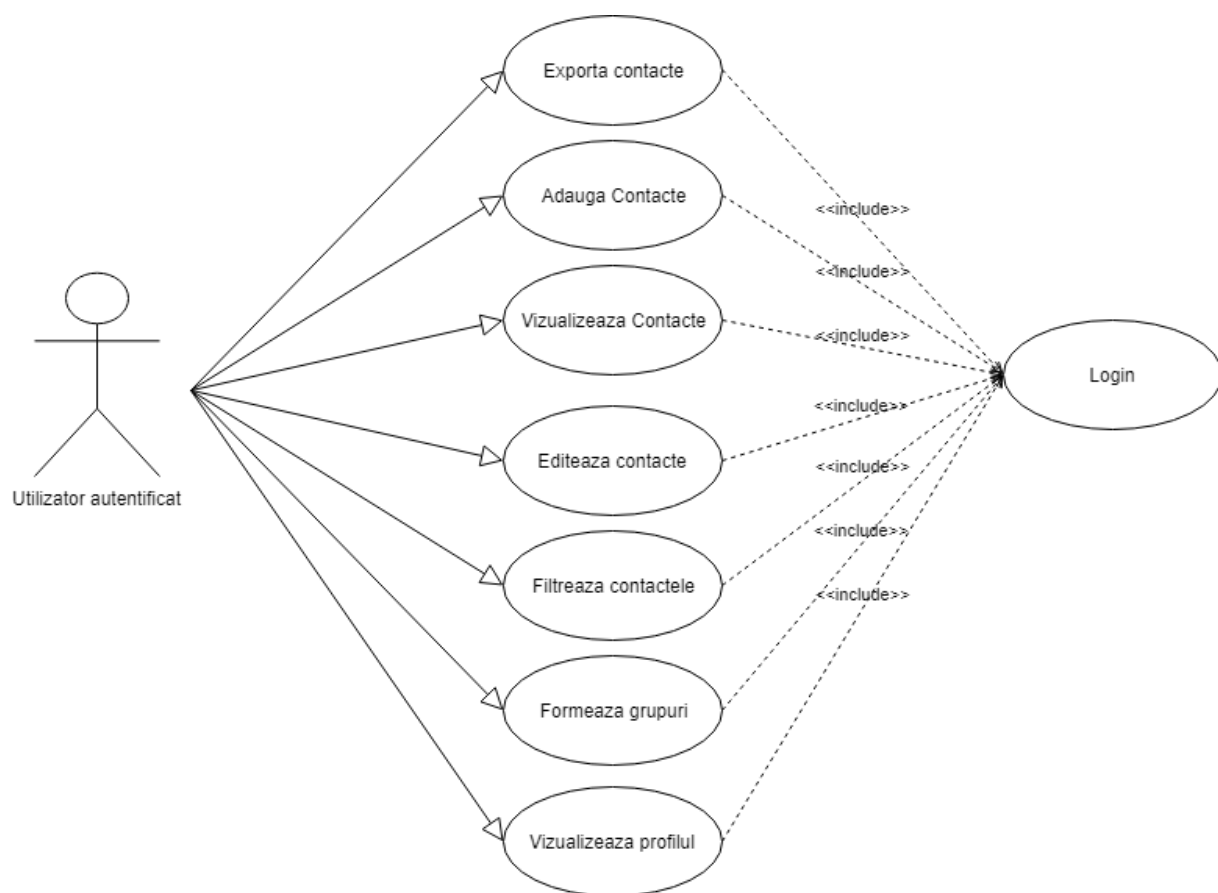 Exporta contacte
Adauga Contacte
<<include>>
<<include>>
Vizualizeaza Contacte
<<include>>
Login
<<include>>
Editeaza contacte
<<include>>
Utilizator autentificat
<<include>>
Filtreaza contactele
<<include>>
Formeaza grupuri
Vizualizeaza profilul